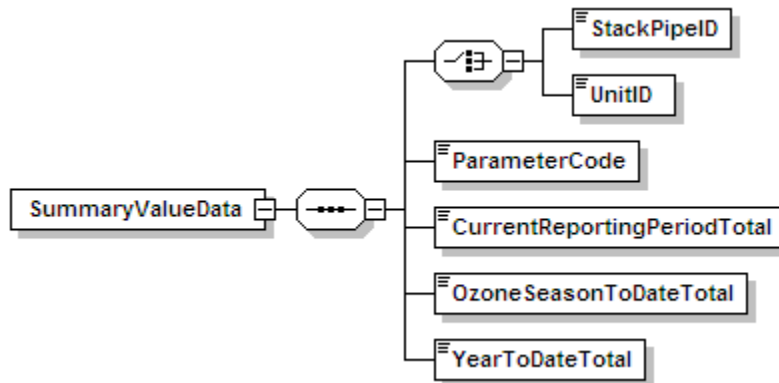 StackPipeID
UnitID
ParameterCode
SummaryValueData
CurrentReportingPeriodTotal
OzoneSeasonToDateTotal
YearToDateTotal